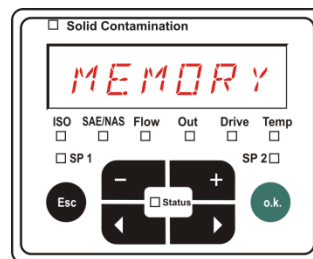 Solid Contamination
MEMORY
ISO SAE/NAS Flow Out Drive Temp
SP 1 SP 2
- +
Esc Status o.k.